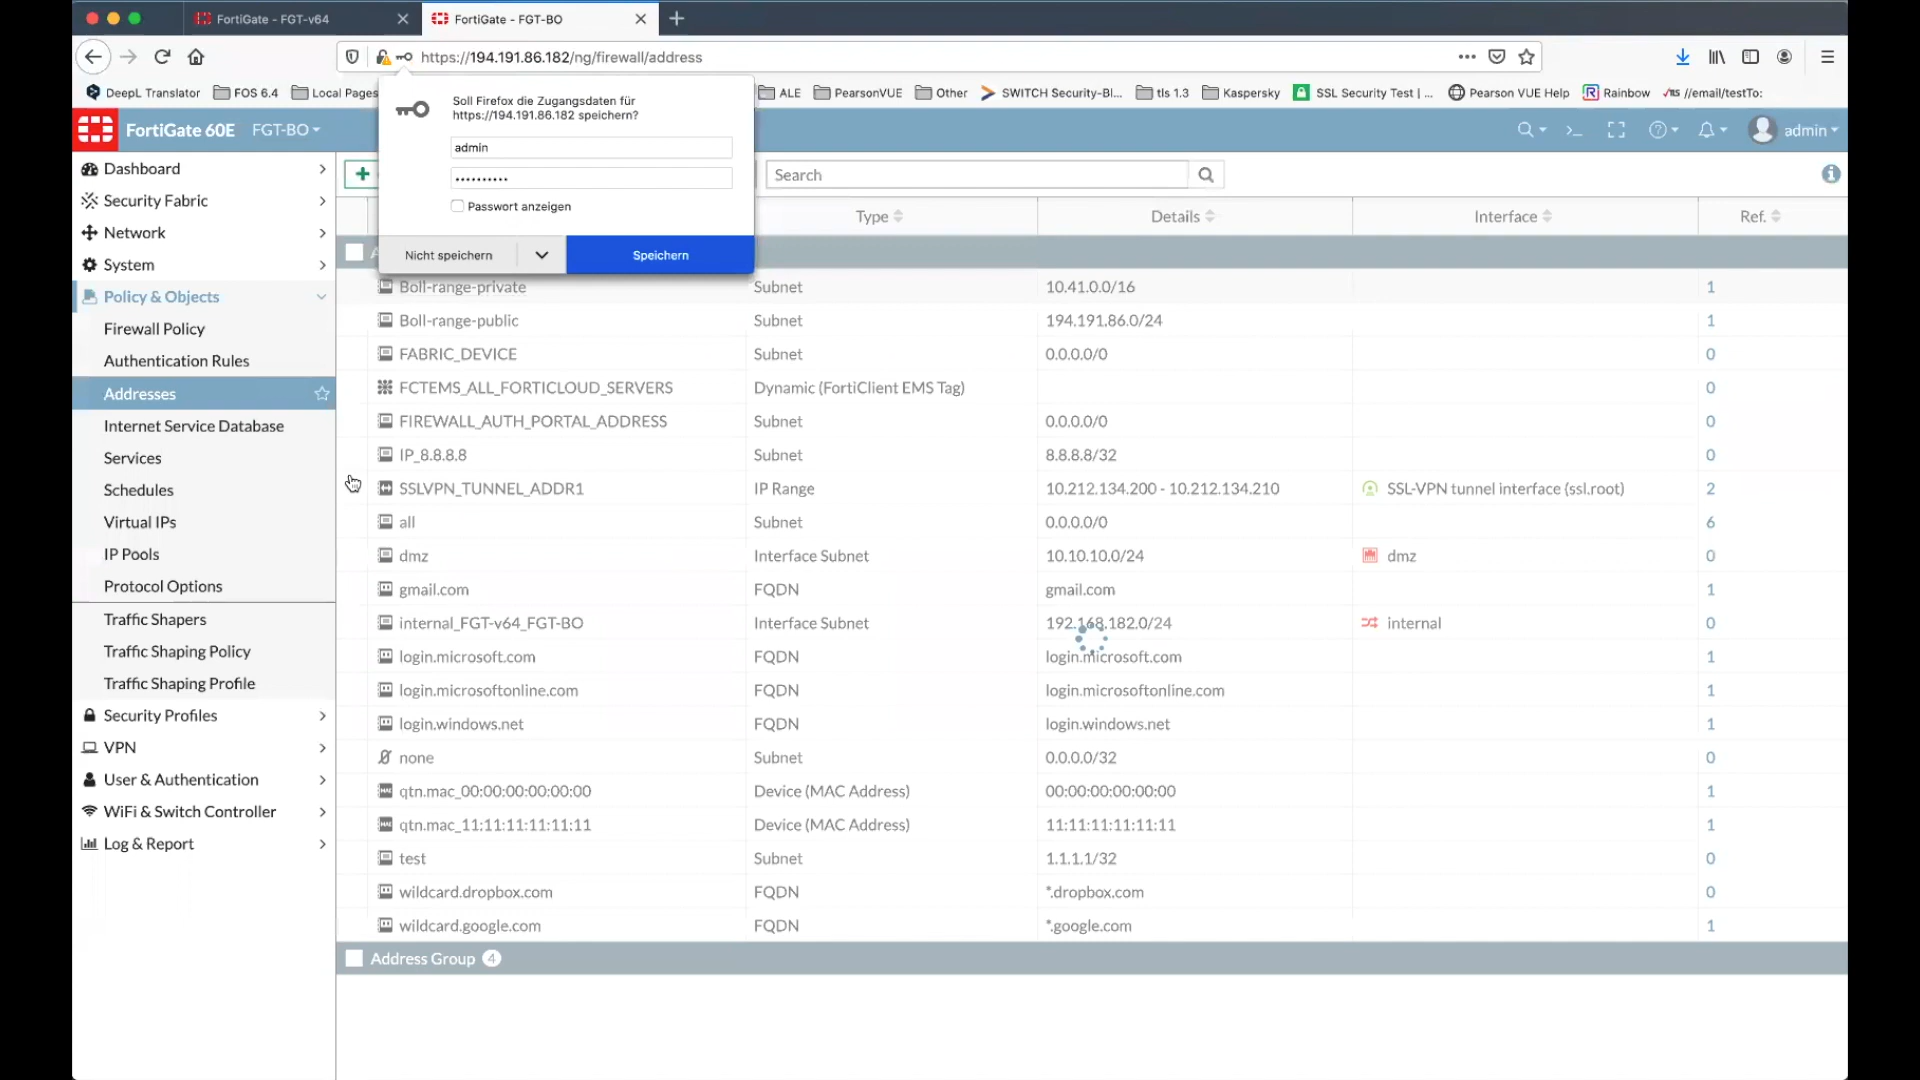 FortiGate - FGT-v64
FortiGate - FGT-BO
https://194.191.86.182/ng/firewall/address
DeepL Translator
FOS 6.4
Local Pages
ALE
PearsonVUE
Other
SWITCH Security-Bl...
tls 1.3
Kaspersky
SSL Security Test | ...
Pearson VUE Help
Rainbow
//email/testTo:
Soll Firefox die Zugangsdaten für
https://194.191.86.182 speichern?
admin
••••••••••
Passwort anzeigen
Nicht speichern
Speichern
FortiGate 60E
FGT-BO
admin
Dashboard
Security Fabric
Network
System
Policy & Objects
Firewall Policy
Authentication Rules
Addresses
Internet Service Database
Services
Schedules
Virtual IPs
IP Pools
Protocol Options
Traffic Shapers
Traffic Shaping Policy
Traffic Shaping Profile
Security Profiles
VPN
User & Authentication
WiFi & Switch Controller
Log & Report
Search
Type Details Interface Ref.
Boll-range-private Subnet 10.41.0.0/16 1
Boll-range-public Subnet 194.191.86.0/24 1
FABRIC_DEVICE Subnet 0.0.0.0/0 0
FCTEMS_ALL_FORTICLOUD_SERVERS Dynamic (FortiClient EMS Tag) 0
FIREWALL_AUTH_PORTAL_ADDRESS Subnet 0.0.0.0/0 0
IP_8.8.8.8 Subnet 8.8.8.8/32 0
SSLVPN_TUNNEL_ADDR1 IP Range 10.212.134.200 - 10.212.134.210 SSL-VPN tunnel interface (ssl.root) 2
all Subnet 0.0.0.0/0 6
dmz Interface Subnet 10.10.10.0/24 dmz 0
gmail.com FQDN gmail.com 1
internal_FGT-v64_FGT-BO Interface Subnet 192.168.182.0/24 internal 0
login.microsoft.com FQDN login.microsoft.com 1
login.microsoftonline.com FQDN login.microsoftonline.com 1
login.windows.net FQDN login.windows.net 1
none Subnet 0.0.0.0/32 0
qtn.mac_00:00:00:00:00:00 Device (MAC Address) 00:00:00:00:00:00 1
qtn.mac_11:11:11:11:11:11 Device (MAC Address) 11:11:11:11:11:11 1
test Subnet 1.1.1.1/32 0
wildcard.dropbox.com FQDN *.dropbox.com 0
wildcard.google.com FQDN *.google.com 1
Address Group 4